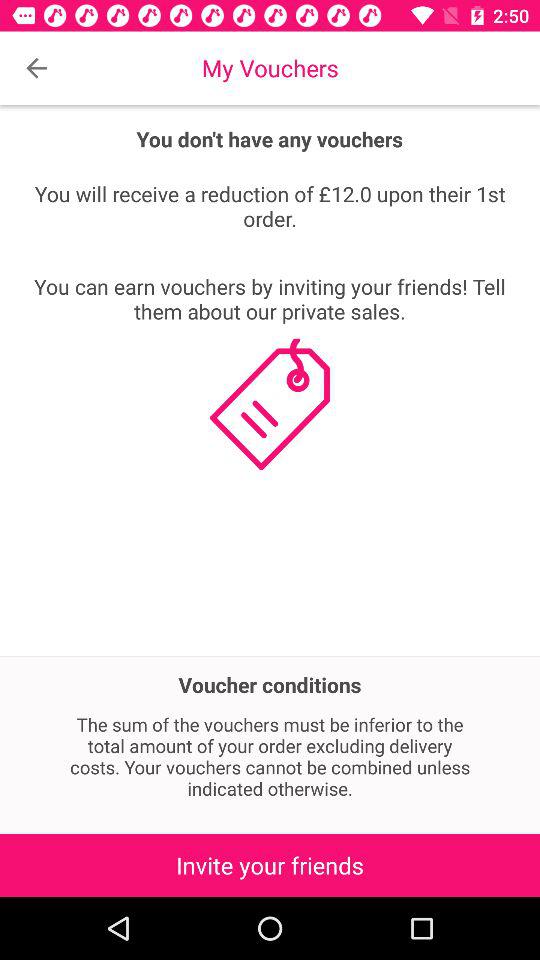 2:50
My Vouchers
You don't have any vouchers
You will receive a reduction of £12.0 upon their 1st
order.
You can earn vouchers by inviting your friends! Tell
them about our private sales.
Voucher conditions
The sum of the vouchers must be inferior to the
total amount of your order excluding delivery
costs. Your vouchers cannot be combined unless
indicated otherwise.
Invite your friends